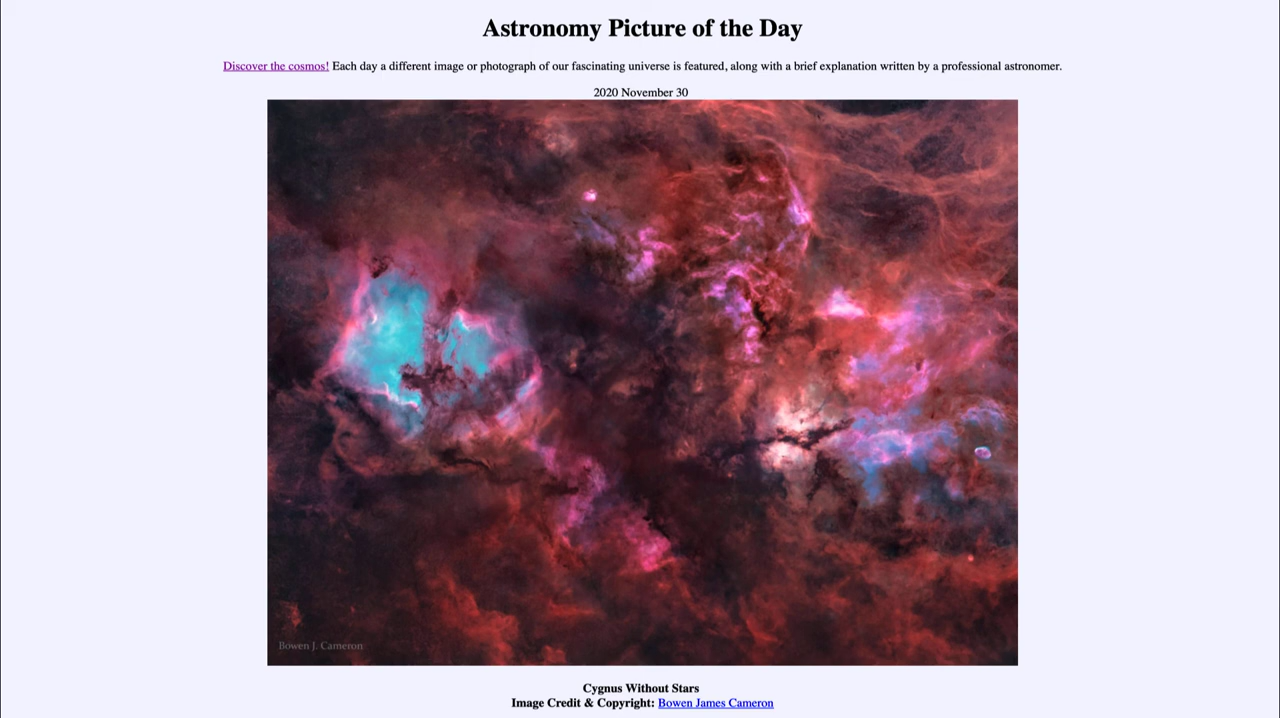 Astronomy Picture of the Day
Discover the cosmos! Each day a different image or photograph of our fascinating universe is featured, along with a brief explanation written by a professional astronomer.
2020 November 30
Bowen J. Cameron
Cygnus Without Stars
Image Credit & Copyright: Bowen James Cameron